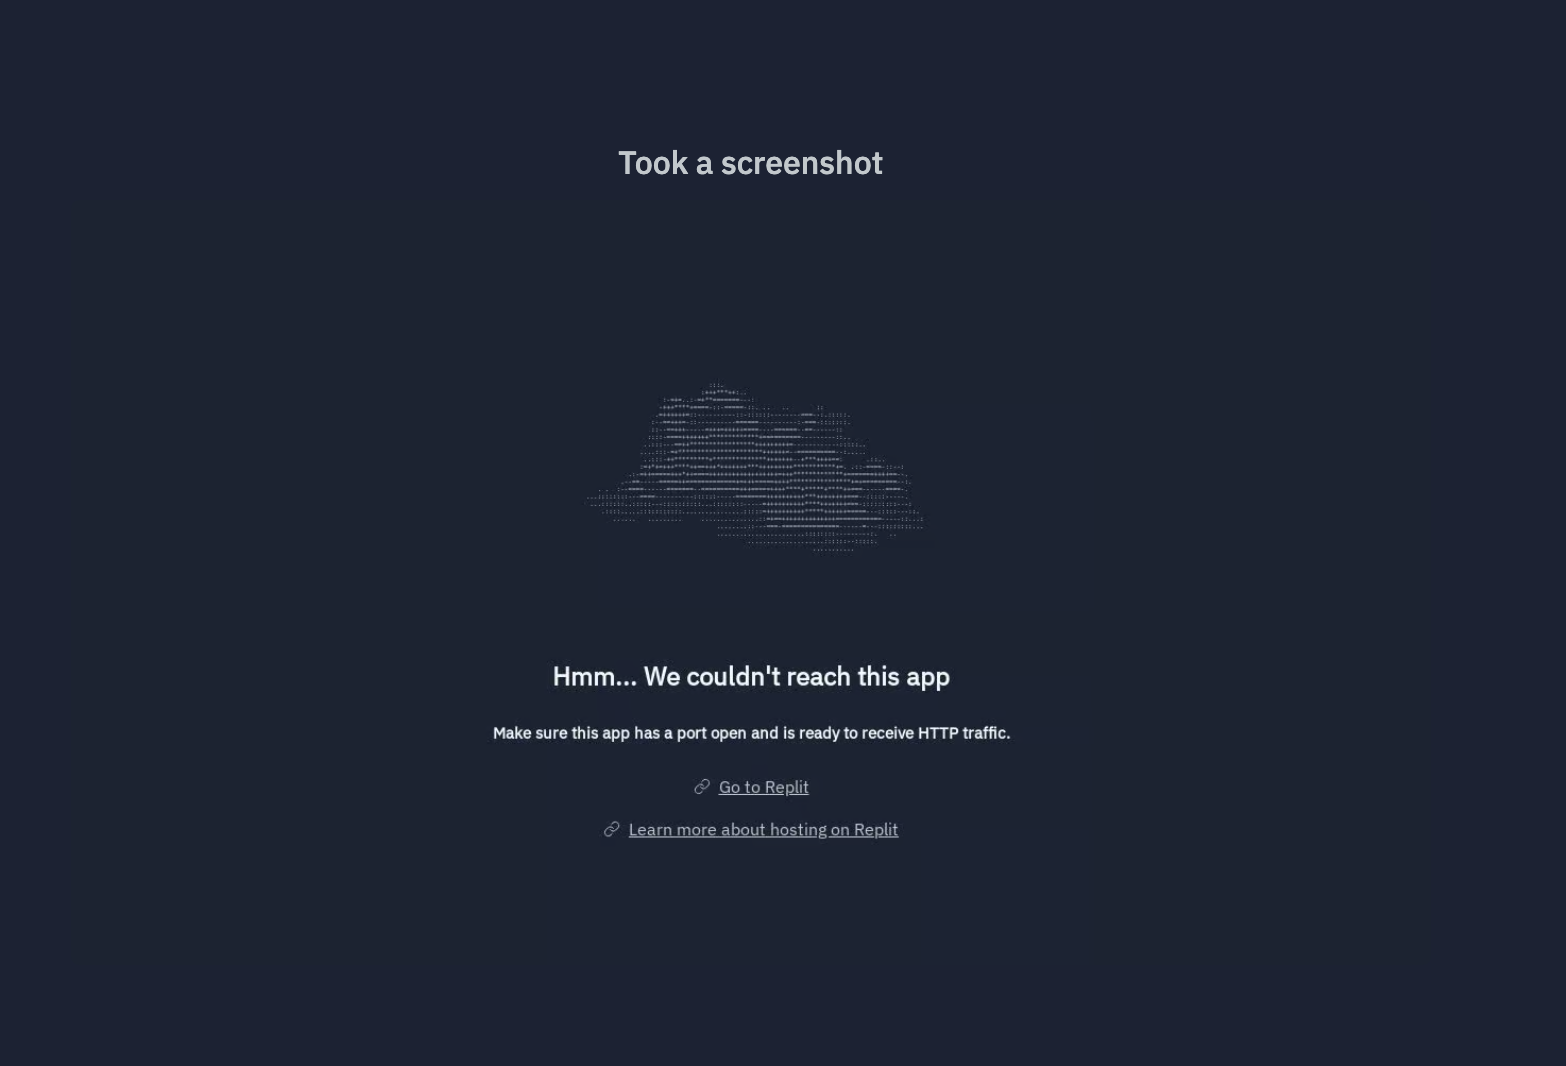 Took a screenshot
Hmm... We couldn't reach this app
Make sure this app has a port open and is ready to receive HTTP traffic.
Go to Replit
Learn more about hosting on Replit